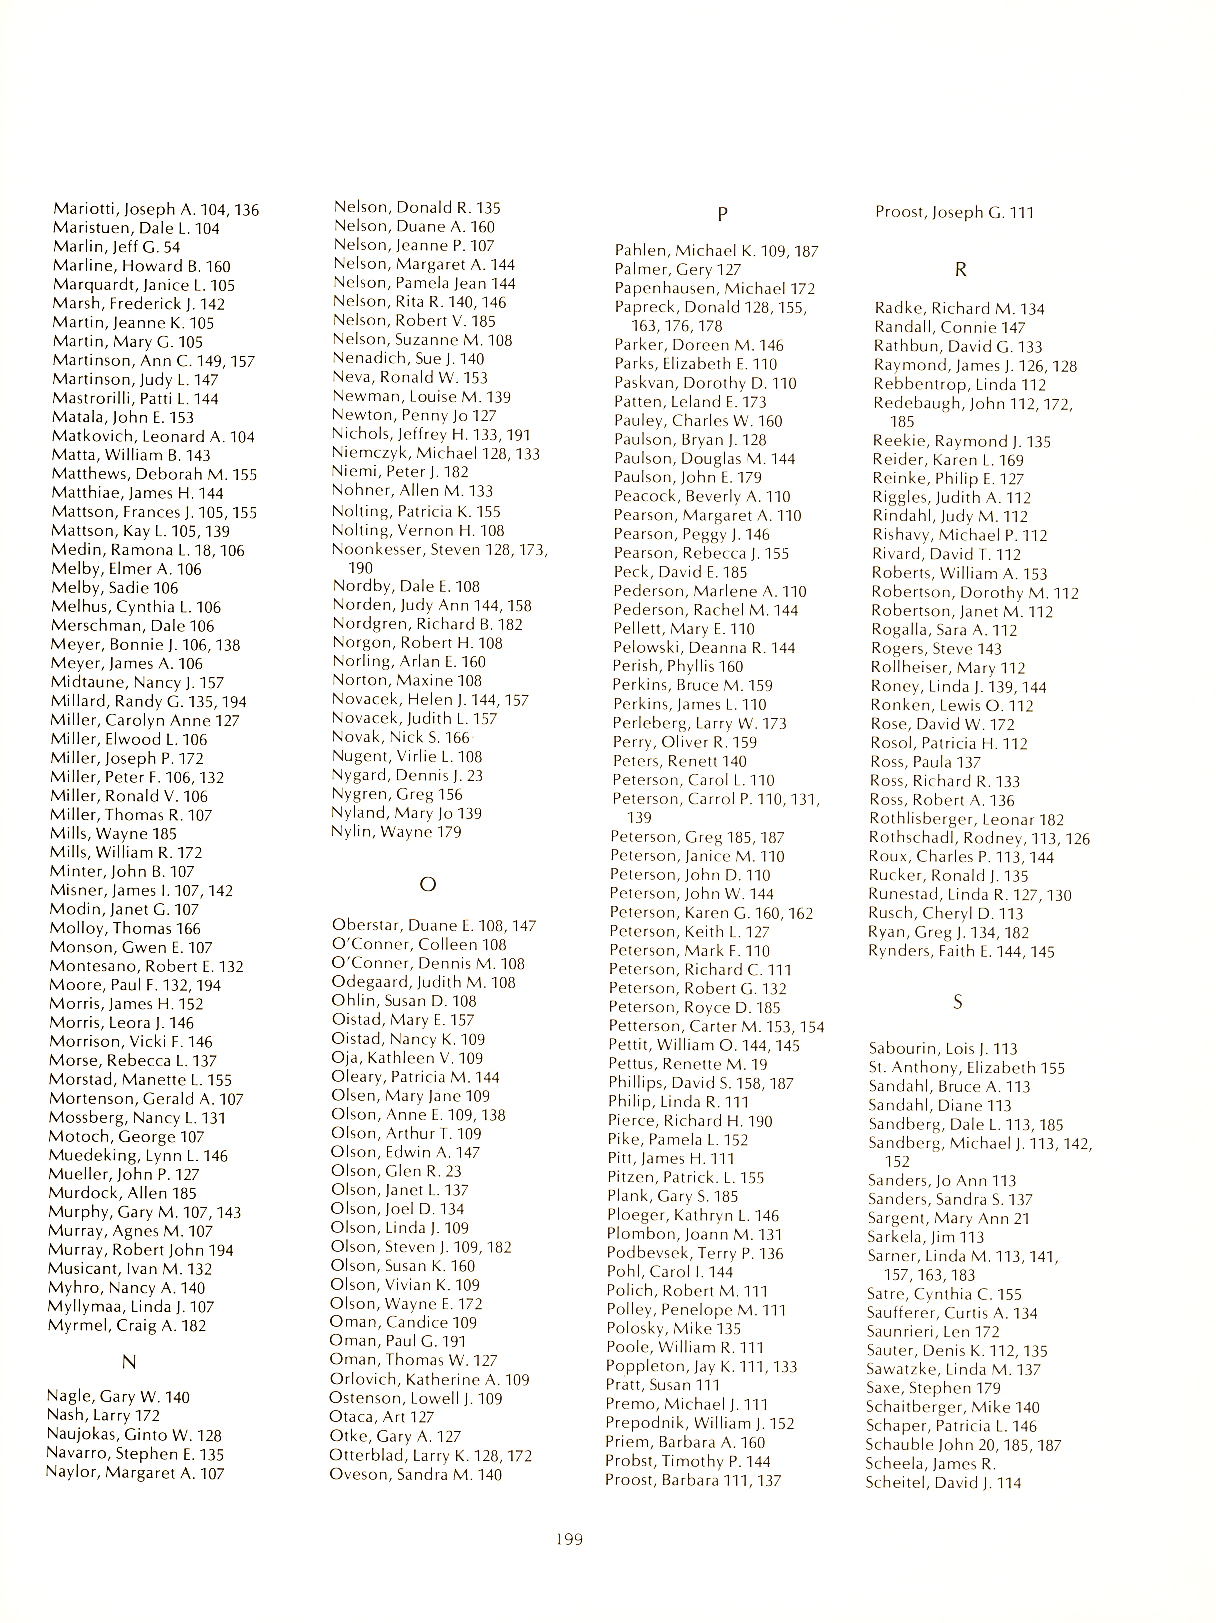 Mariotti, Joseph A. 104, 136
Maristuen, Dale L. 104
Marlin, Jeff G. 54
Marline, Howard B. 160
Marquardt, Janice L. 105
Marsh, Frederick J. 142
Martin, Jeanne K. 105
Martin, Mary G. 105
Martinson, Ann C. 149, 157
Martinson, Judy L. 147
Mastrorilli, Patti L. 144
Matala, John E. 153
Matkovich, Leonard A. 104
Matta, William B. 143
Matthews, Deborah M. 155
Matthiae, James H. 144
Mattson, Frances J. 105, 155
Mattson, Kay L. 105, 139
Medin, Ramona L. 18, 106
Melby, Elmer A. 106
Melby, Sadie 106
Melhus, Cynthia L. 106
Merschman, Dale 106
Meyer, Bonnie J. 106, 138
Meyer, James A. 106
Midtaune, Nancy J. 157
Millard, Randy G. 135, 194
Miller, Carolyn Anne 127
Miller, Elwood L. 106
Miller, Joseph P. 172
Miller, Peter F. 106, 132
Miller, Ronald V. 106
Miller, Thomas R. 107
Mills, Wayne 185
Mills, William R. 172
Minter, John B. 107
Misner, James I. 107, 142
Modin, Janet G. 107
Molloy, Thomas 166
Monson, Gwen E. 107
Montesano, Robert E. 132
Moore, Paul F. 132, 194
Morris, James H. 152
Morris, Leora J. 146
Morrison, Vicki F. 146
Morse, Rebecca L. 137
Morstad, Manette L. 155
Mortenson, Gerald A. 107
Mossberg, Nancy L. 131
Motoch, George 107
Muedeking, Lynn L. 146
Mueller, John P. 127
Murdock, Allen 185
Murphy, Gary M. 107, 143
Murray, Agnes M. 107
Murray, Robert John 194
Musicant, Ivan M. 132
Myhro, Nancy A. 140
Myllymaa, Linda J. 107
Myrmel, Craig A. 182
N
Nagle, Gary W. 140
Nash, Larry 172
Naujokas, Ginto W. 128
Navarro, Stephen E. 135
Naylor, Margaret A. 107
Nelson, Donald R. 135
Nelson, Duane A. 160
Nelson, Jeanne P. 107
Nelson, Margaret A. 144
Nelson, Pamela Jean 144
Nelson, Rita R. 140, 146
Nelson, Robert V. 185
Nelson, Suzanne M. 108
Nenadich, Sue J. 140
Neva, Ronald W. 153
Newman, Louise M. 139
Newton, Penny Jo 127
Nichols, Jeffrey H. 133, 191
Niemczyk, Michael 128, 133
Niemi, Peter J. 182
Nohner, Allen M. 133
Nolting, Patricia K. 155
Nolting, Vernon H. 108
Noonkesser, Steven 128, 173,
190
Nordby, Dale E. 108
Norden, Judy Ann 144, 158
Nordgren, Richard B. 182
Norgon, Robert H. 108
Norling, Arlan E. 160
Norton, Maxine 108
Novacek, Helen J. 144, 157
Novacek, Judith L. 157
Novak, Nick S. 166
Nugent, Virlie L. 108
Nygard, Dennis J. 23
Nygren, Greg 156
Nyland, Mary Jo 139
Nylin, Wayne 179
O
Oberstar, Duane E. 108, 147
O'Conner, Colleen 108
O'Conner, Dennis M. 108
Odegaard, Judith M. 108
Ohlin, Susan D. 108
Oistad, Mary E. 157
Oistad, Nancy K. 109
Oja, Kathleen V. 109
Oleary, Patricia M. 144
Olsen, Mary Jane 109
Olson, Anne E. 109, 138
Olson, Arthur T. 109
Olson, Edwin A. 147
Olson, Glen R. 23
Olson, Janet L. 137
Olson, Joel D. 134
Olson, Linda J. 109
Olson, Steven J. 109, 182
Olson, Susan K. 160
Olson, Vivian K. 109
Olson, Wayne E. 172
Oman, Candice 109
Oman, Paul G. 191
Oman, Thomas W. 127
Orlovich, Katherine A. 109
Ostenson, Lowell J. 109
Otaca, Art 127
Otke, Gary A. 127
Otterblad, Larry K. 128, 172
Oveson, Sandra M. 140
P
Pahlen, Michael K. 109, 187
Palmer, Gery 127
Papenhausen, Michael 172
Papreck, Donald 128, 155,
163, 176, 178
Parker, Doreen M. 146
Parks, Elizabeth E. 110
Paskvan, Dorothy D. 110
Patten, Leland E. 173
Pauley, Charles W. 160
Paulson, Bryan J. 128
Paulson, Douglas M. 144
Paulson, John E. 179
Peacock, Beverly A. 110
Pearson, Margaret A. 110
Pearson, Peggy J. 146
Pearson, Rebecca J. 155
Peck, David E. 185
Pederson, Marlene A. 110
Pederson, Rachel M. 144
Pellett, Mary E. 110
Pelowski, Deanna R. 144
Perish, Phyllis 160
Perkins, Bruce M. 159
Perkins, James L. 110
Perleberg, Larry W. 173
Perry, Oliver R. 159
Peters, Renett 140
Peterson, Carol L. 110
Peterson, Carrol P. 110, 131,
139
Peterson, Greg 185, 187
Peterson, Janice M. 110
Peterson, John D. 110
Peterson, John W. 144
Peterson, Karen G. 160, 162
Peterson, Keith L. 127
Peterson, Mark F. 110
Peterson, Richard C. 111
Peterson, Robert G. 132
Peterson, Royce D. 185
Petterson, Carter M. 153, 154
Pettit, William O. 144, 145
Pettus, Renette M. 19
Phillips, David S. 158, 187
Philip, Linda R. 111
Pierce, Richard H. 190
Pike, Pamela L. 152
Pitt, James H. 111
Pitzen, Patrick. L. 155
Plank, Gary S. 185
Ploeger, Kathryn L. 146
Plombon, Joann M. 131
Podbevsek, Terry P. 136
Pohl, Carol I. 144
Polich, Robert M. 111
Polley, Penelope M. 111
Polosky, Mike 135
Poole, William R. 111
Poppleton, Jay K. 111, 133
Pratt, Susan 111
Premo, Michael J. 111
Prepodnik, William J. 152
Priem, Barbara A. 160
Probst, Timothy P. 144
Proost, Barbara 111, 137
Proost, Joseph G. 111
R
Radke, Richard M. 134
Randall, Connie 147
Rathbun, David G. 133
Raymond, James J. 126, 128
Rebbentrop, Linda 112
Redebaugh, John 112, 172,
185
Reekie, Raymond J. 135
Reider, Karen L. 169
Reinke, Philip E. 127
Riggles, Judith A. 112
Rindahl, Judy M. 112
Rishavy, Michael P. 112
Rivard, David T. 112
Roberts, William A. 153
Robertson, Dorothy M. 112
Robertson, Janet M. 112
Rogalla, Sara A. 112
Rogers, Steve 143
Rollheiser, Mary 112
Roney, Linda J. 139, 144
Ronken, Lewis O. 112
Rose, David W. 172
Rosol, Patricia H. 112
Ross, Paula 137
Ross, Richard R. 133
Ross, Robert A. 136
Rothlisberger, Leonar 182
Rothschadl, Rodney, 113, 126
Roux, Charles P. 113, 144
Rucker, Ronald J. 135
Runestad, Linda R. 127, 130
Rusch, Cheryl D. 113
Ryan, Greg J. 134, 182
Rynders, Faith E. 144, 145
S
Sabourin, Lois J. 113
St. Anthony, Elizabeth 155
Sandahl, Bruce A. 113
Sandahl, Diane 113
Sandberg, Dale L. 113, 185
Sandberg, Michael J. 113, 142,
152
Sanders, Jo Ann 113
Sanders, Sandra S. 137
Sargent, Mary Ann 21
Sarkela, Jim 113
Sarner, Linda M. 113, 141,
157, 163, 183
Satre, Cynthia C. 155
Saufferer, Curtis A. 134
Saunrieri, Len 172
Sauter, Denis K. 112, 135
Sawatzke, Linda M. 137
Saxe, Stephen 179
Schaitberger, Mike 140
Schaper, Patricia L. 146
Schauble John 20, 185, 187
Scheela, James R.
Scheitel, David J. 114
199